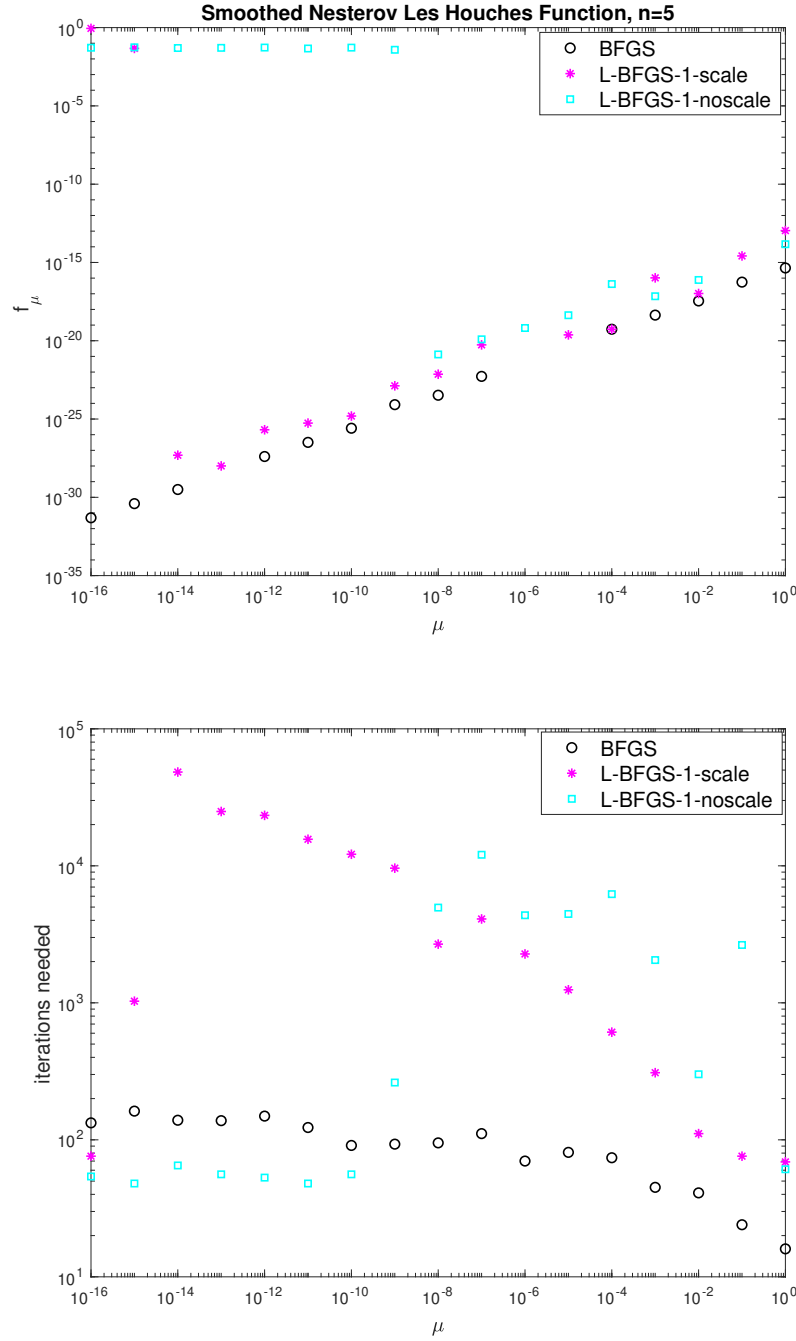 Smoothed Nesterov Les Houches Function, n=5
10^0
10^-5
10^-10
10^-15
10^-20
10^-25
10^-30
10^-35
f_μ
BFGS
L-BFGS-1-scale
L-BFGS-1-noscale
10^-16 10^-14 10^-12 10^-10 10^-8 10^-6 10^-4 10^-2 10^0
μ
10^5
10^4
10^3
10^2
10^1
iterations needed
BFGS
L-BFGS-1-scale
L-BFGS-1-noscale
10^-16 10^-14 10^-12 10^-10 10^-8 10^-6 10^-4 10^-2 10^0
μ